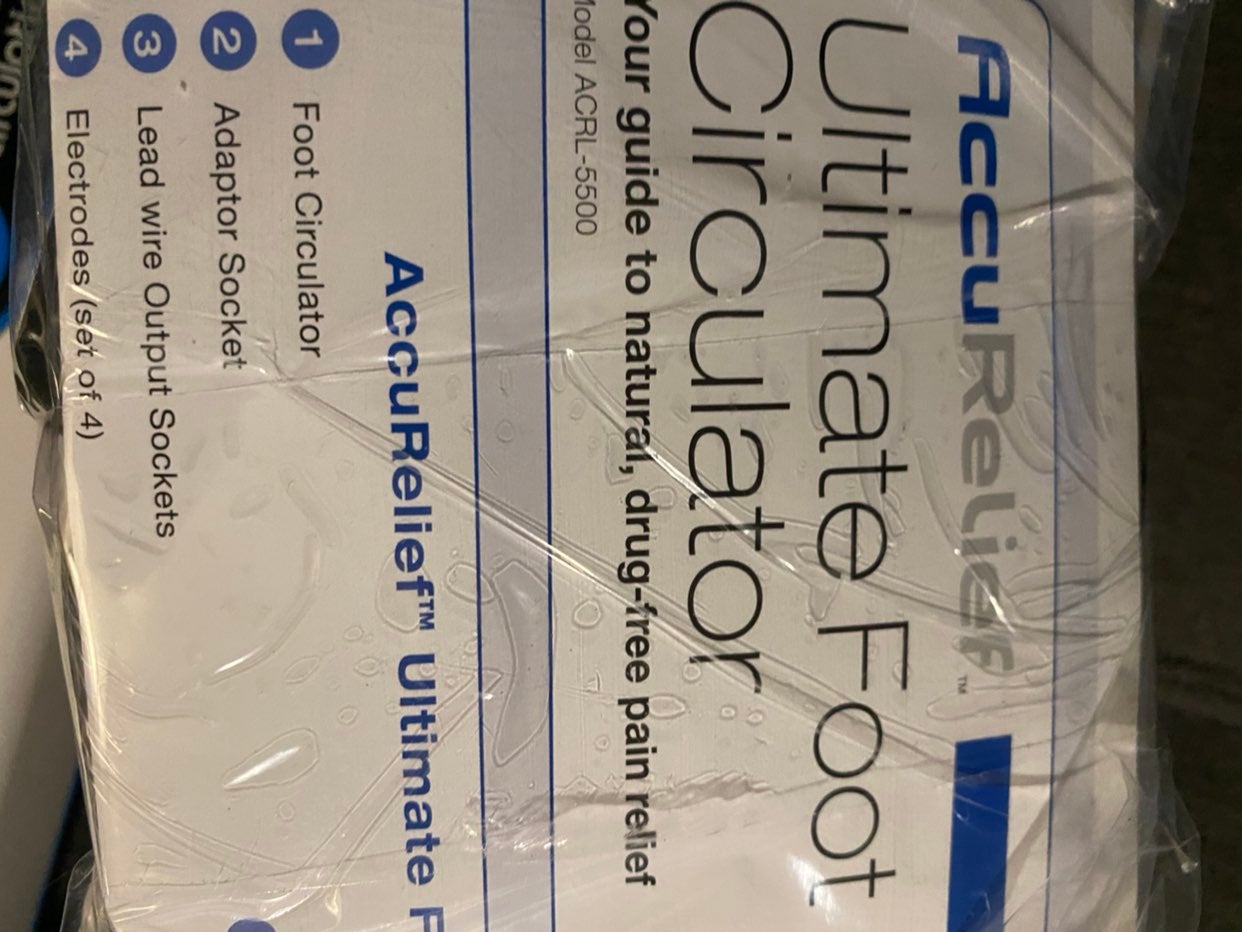 AccuRelief™
Ultimate Foot
Circulator
Your guide to natural, drug-free pain relief
Model ACRL-5500
AccuRelief™ Ultimate F
1 Foot Circulator
2 Adaptor Socket
3 Lead wire Output Sockets
4 Electrodes (set of 4)